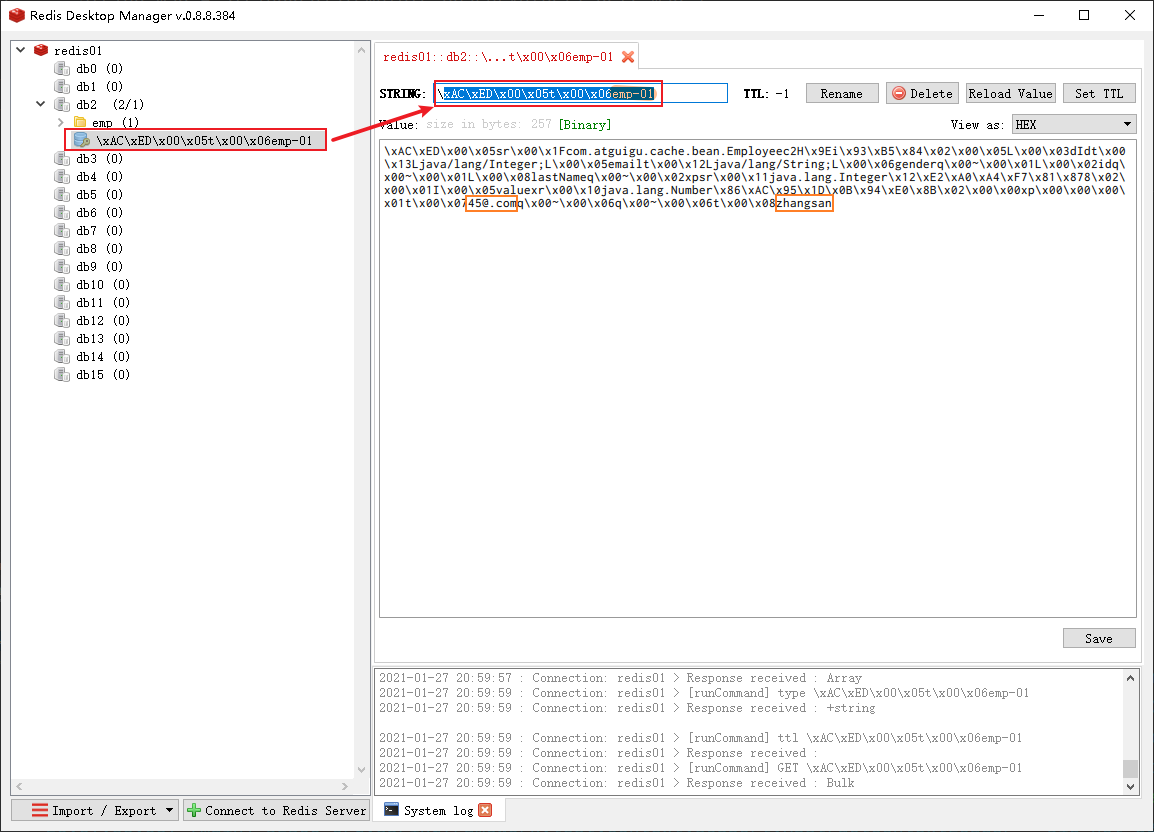 Redis Desktop Manager v.0.8.8.384
redis01
db0 (0)
db1 (0)
db2 (2/1)
emp (1)
\xAC\xED\x00\x05t\x00\x06emp-01
db3 (0)
db4 (0)
db5 (0)
db6 (0)
db7 (0)
db8 (0)
db9 (0)
db10 (0)
db11 (0)
db12 (0)
db13 (0)
db14 (0)
db15 (0)
Import / Export
Connect to Redis Server
redis01::db2::\...t\x00\x06emp-01
STRING: \xAC\xED\x00\x05t\x00\x06emp-01 TTL: -1 Rename Delete Reload Value Set TTL
Value: size in bytes: 257 [Binary] View as: HEX
\xAC\xED\x00\x05sr\x00\x1Fcom.atguigu.cache.bean.Employeec2H\x9Ei\x93\xB5\x84\x02\x00\x05L\x00\x03dIdt\x00
\x13Ljava/lang/Integer;L\x00\x05emailt\x00\x12Ljava/lang/String;L\x00\x06genderq\x00~\x00\x01L\x00\x02idq
\x00~\x00\x01L\x00\x08lastNameq\x00~\x00\x02xpsr\x00\x11java.lang.Integer\x12\xE2\xA0\xA4\xF7\x81\x878\x02
\x00\x01I\x00\x05valuexr\x00\x10java.lang.Number\x86\xAC\x95\x1D\x0B\x94\xE0\x8B\x02\x00\x00xp\x00\x00\x00
\x01t\x00\x0745@.comq\x00~\x00\x06q\x00~\x00\x06t\x00\x08zhangsan
Save
2021-01-27 20:59:57 : Connection: redis01 > Response received : Array
2021-01-27 20:59:59 : Connection: redis01 > [runCommand] type \xAC\xED\x00\x05t\x00\x06emp-01
2021-01-27 20:59:59 : Connection: redis01 > Response received : +string
2021-01-27 20:59:59 : Connection: redis01 > [runCommand] ttl \xAC\xED\x00\x05t\x00\x06emp-01
2021-01-27 20:59:59 : Connection: redis01 > Response received :
2021-01-27 20:59:59 : Connection: redis01 > [runCommand] GET \xAC\xED\x00\x05t\x00\x06emp-01
2021-01-27 20:59:59 : Connection: redis01 > Response received : Bulk
System log